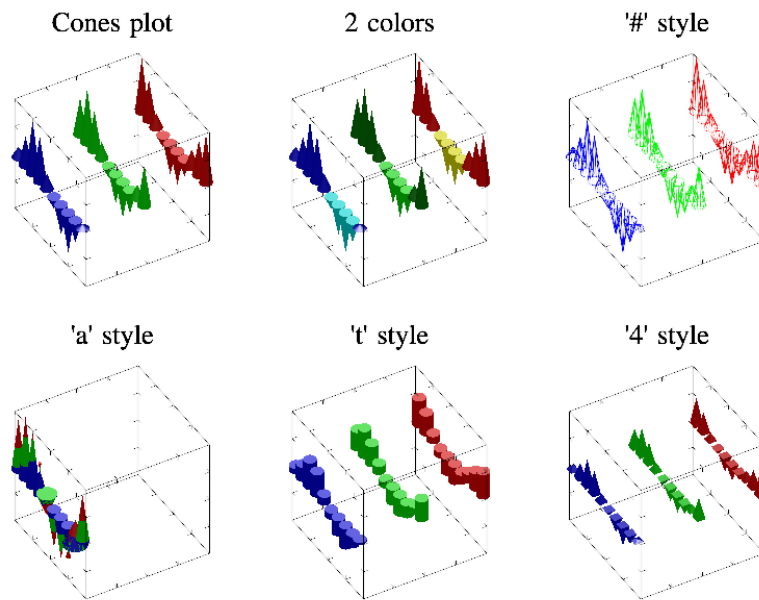 Cones plot
2 colors
'#' style
'a' style
't' style
'4' style